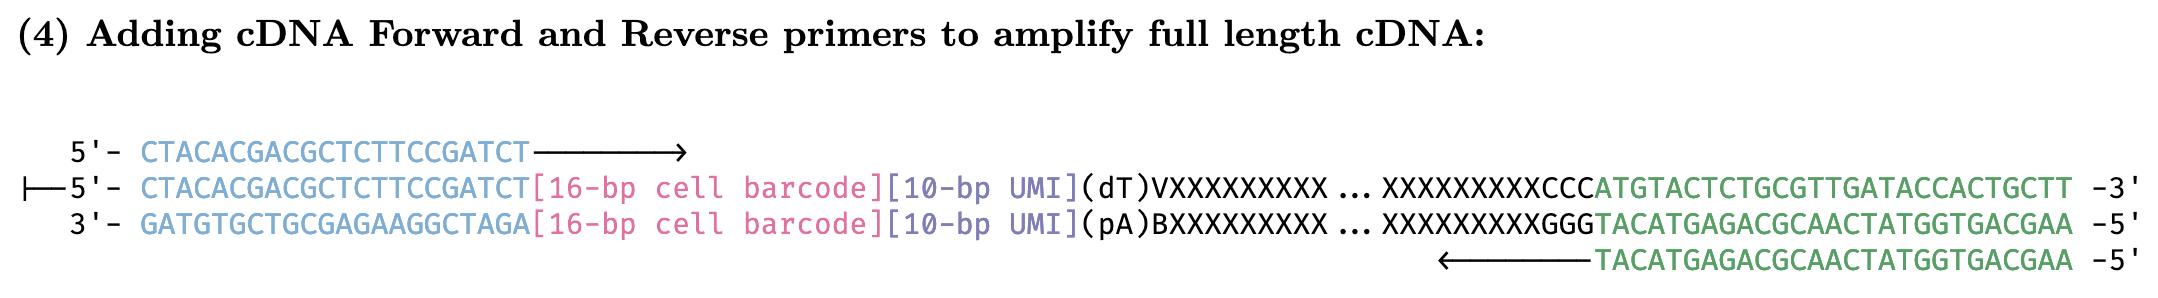 (4) Adding cDNA Forward and Reverse primers to amplify full length cDNA:
5'- CTACACGACGCTCTTCCGATCT
5'- CTACACGACGCTCTTCCGATCT[16-bp cell barcode][10-bp UMI](dT)VXXXXXXXXX ... XXXXXXXXXCCCATGTACTCTGCGTTGATACCACTGCTT -3'
3'- GATGTGCTGCGAGAAGGCTAGA[16-bp cell barcode][10-bp UMI](pA)BXXXXXXXXX ... XXXXXXXXXGGGTACATGAGACGCAACTATGGTGACGAA -5'
TACATGAGACGCAACTATGGTGACGAA -5'